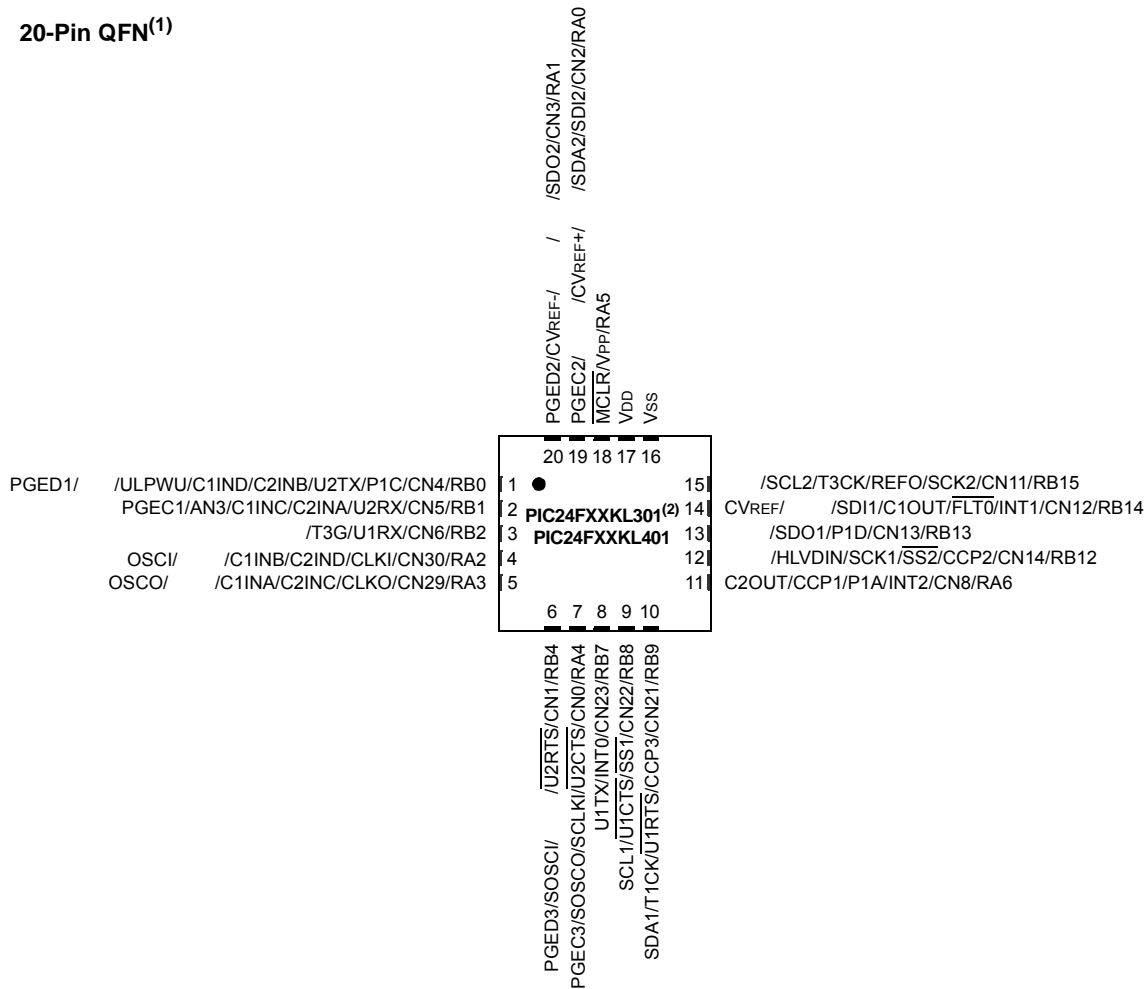 20-Pin QFN(1)
PGED2/CVREF-/ / /SDO2/CN3/RA1
PGEC2/ /CVREF+/ /SDA2/SDI2/CN2/RA0
MCLR/VPP/RA5
VDD
VSS
20 19 18 17 16
PGED1/ /ULPWU/C1IND/C2INB/U2TX/P1C/CN4/RB0 1
PGEC1/AN3/C1INC/C2INA/U2RX/CN5/RB1 2
/T3G/U1RX/CN6/RB2 3
OSCI/ /C1INB/C2IND/CLKI/CN30/RA2 4
OSCO/ /C1INA/C2INC/CLKO/CN29/RA3 5
PIC24FXXKL301(2)
PIC24FXXKL401
15 /SCL2/T3CK/REFO/SCK2/CN11/RB15
14 CVREF/ /SDI1/C1OUT/FLT0/INT1/CN12/RB14
13 /SDO1/P1D/CN13/RB13
12 /HLVDIN/SCK1/SS2/CCP2/CN14/RB12
11 C2OUT/CCP1/P1A/INT2/CN8/RA6
6 7 8 9 10
PGED3/SOSCI/ /U2RTS/CN1/RB4
PGEC3/SOSCO/SCLKI/U2CTS/CN0/RA4
U1TX/INT0/CN23/RB7
SCL1/U1CTS/SS1/CN22/RB8
SDA1/T1CK/U1RTS/CCP3/CN21/RB9